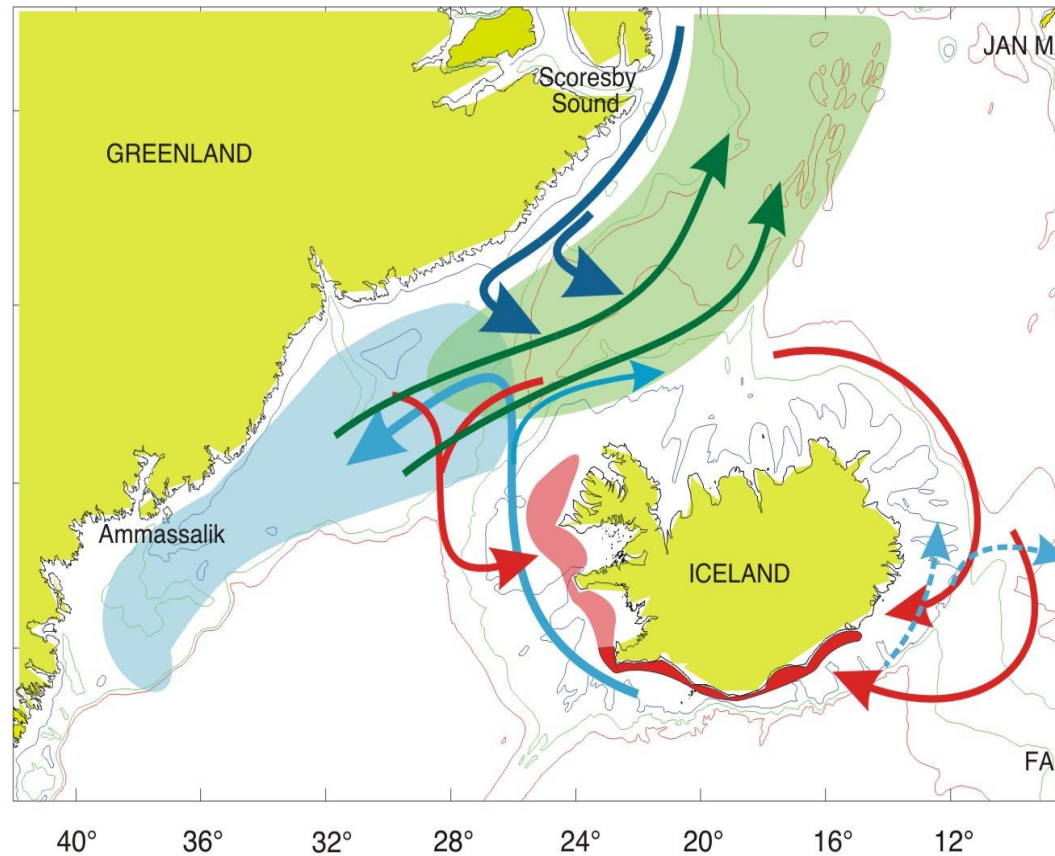 JAN M
Scoresby
Sound
GREENLAND
Ammassalik
ICELAND
FA
40° 36° 32° 28° 24° 20° 16° 12°